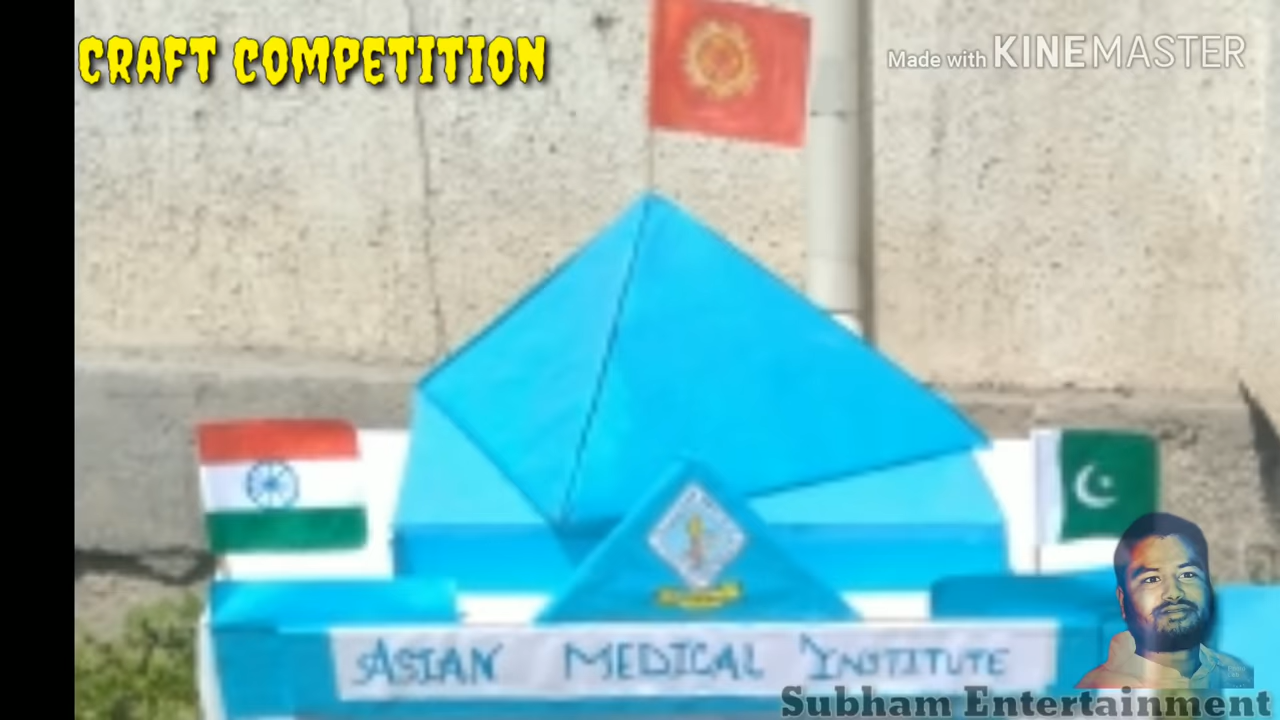 CRAFT COMPETITION
Made with KINEMASTER
ASIAN MEDICAL INSTITUTE
Subham Entertainment